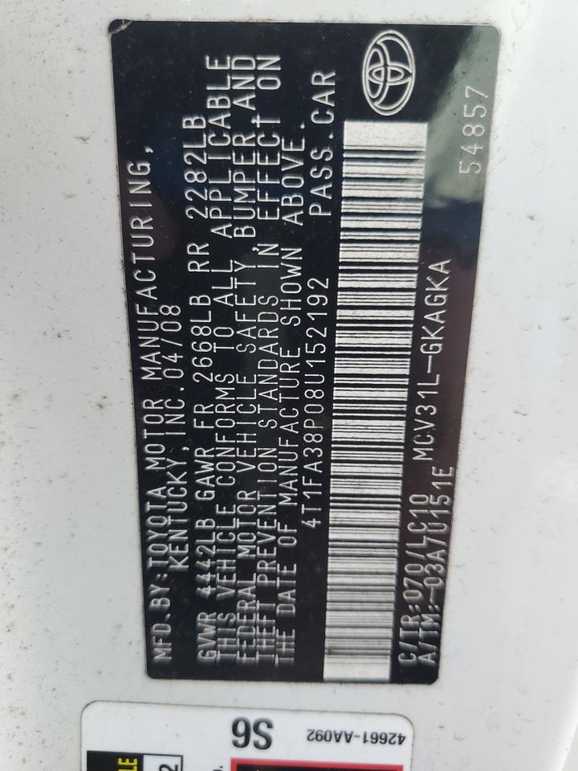 MFD. BY: TOYOTA MOTOR MANUFACTURING,
KENTUCKY, INC. 04/08
GVWR 4442LB GAWR FR 2668LB RR 2282LB
THIS VEHICLE CONFORMS TO ALL APPLICABLE
FEDERAL MOTOR VEHICLE SAFETY, BUMPER, AND
THEFT PREVENTION STANDARDS IN EFFECT ON
THE DATE OF MANUFACTURE SHOWN ABOVE.
4T1FA38P08U152192 PASS.CAR
C/TR: 070/LC10 MCV31L-GKAGKA
A/TM:-03A/U151E
54857
42661-AA092
S6